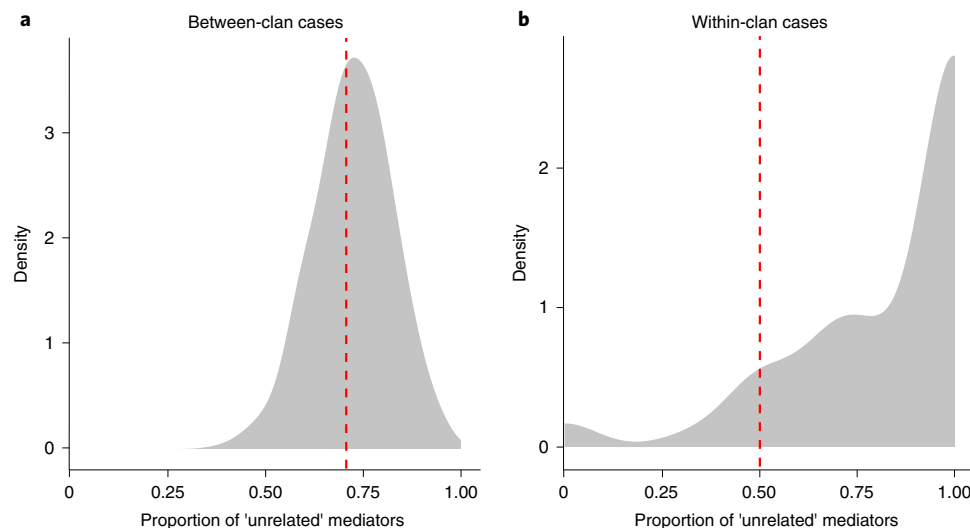 a
Between-clan cases
Density
3
2
1
0
0 0.25 0.50 0.75 1.00
Proportion of 'unrelated' mediators
b
Within-clan cases
Density
2
1
0
0 0.25 0.50 0.75 1.00
Proportion of 'unrelated' mediators